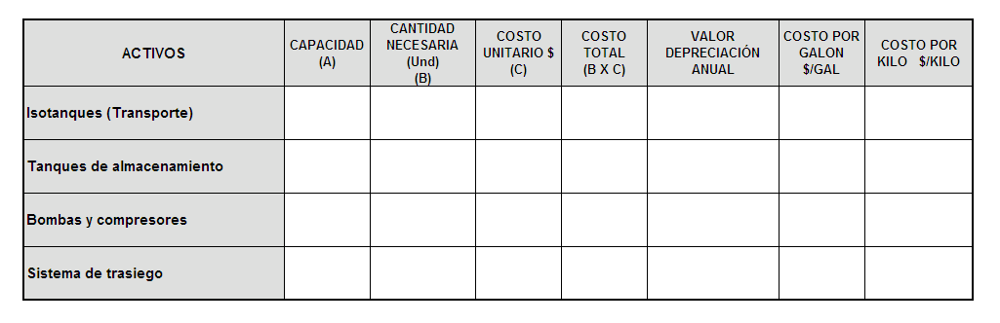 ACTIVOS
CAPACIDAD
(A)
CANTIDAD
NECESARIA
(Und)
(B)
COSTO
UNITARIO $
(C)
COSTO
TOTAL
(B X C)
VALOR
DEPRECIACIÓN
ANUAL
COSTO POR
GALON
$/GAL
COSTO POR
KILO $/KILO
Isotanques (Transporte)
Tanques de almacenamiento
Bombas y compresores
Sistema de trasiego